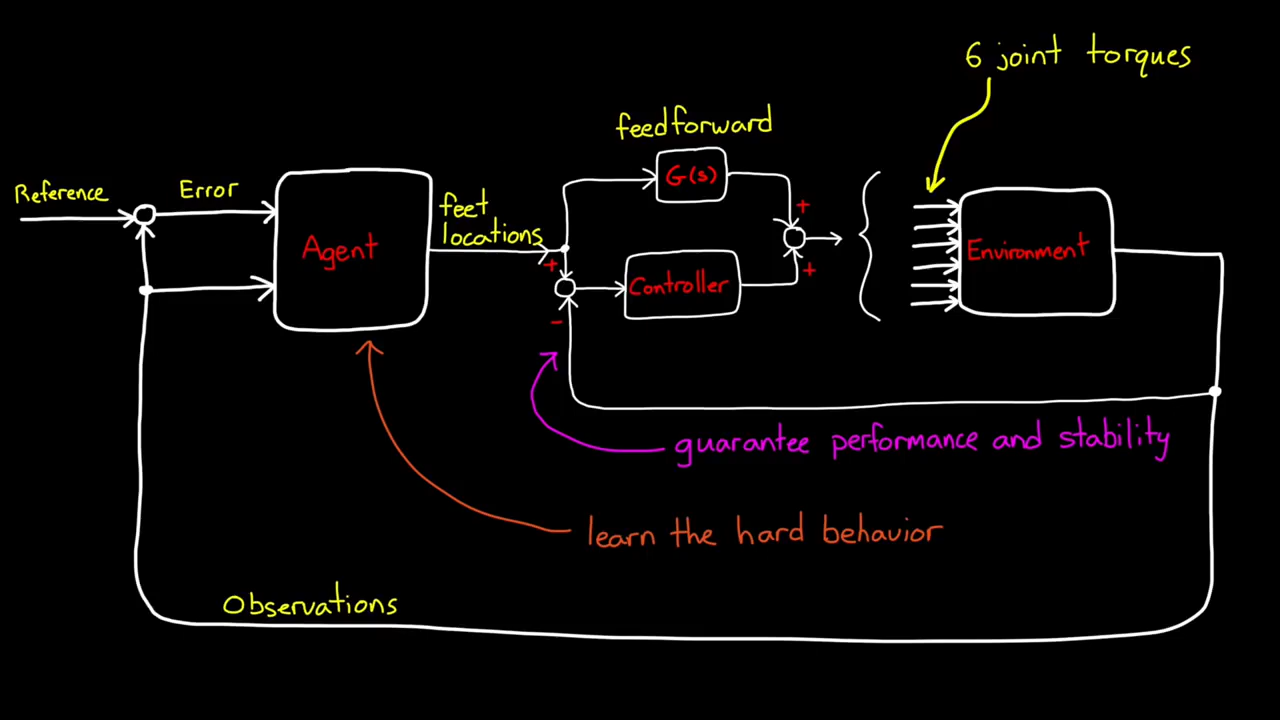 6 joint torques
feedforward
Reference
Error
G(s)
+
feet
locations
Agent
Environment
+
Controller
+
-
guarantee performance and stability
learn the hard behavior
Observations